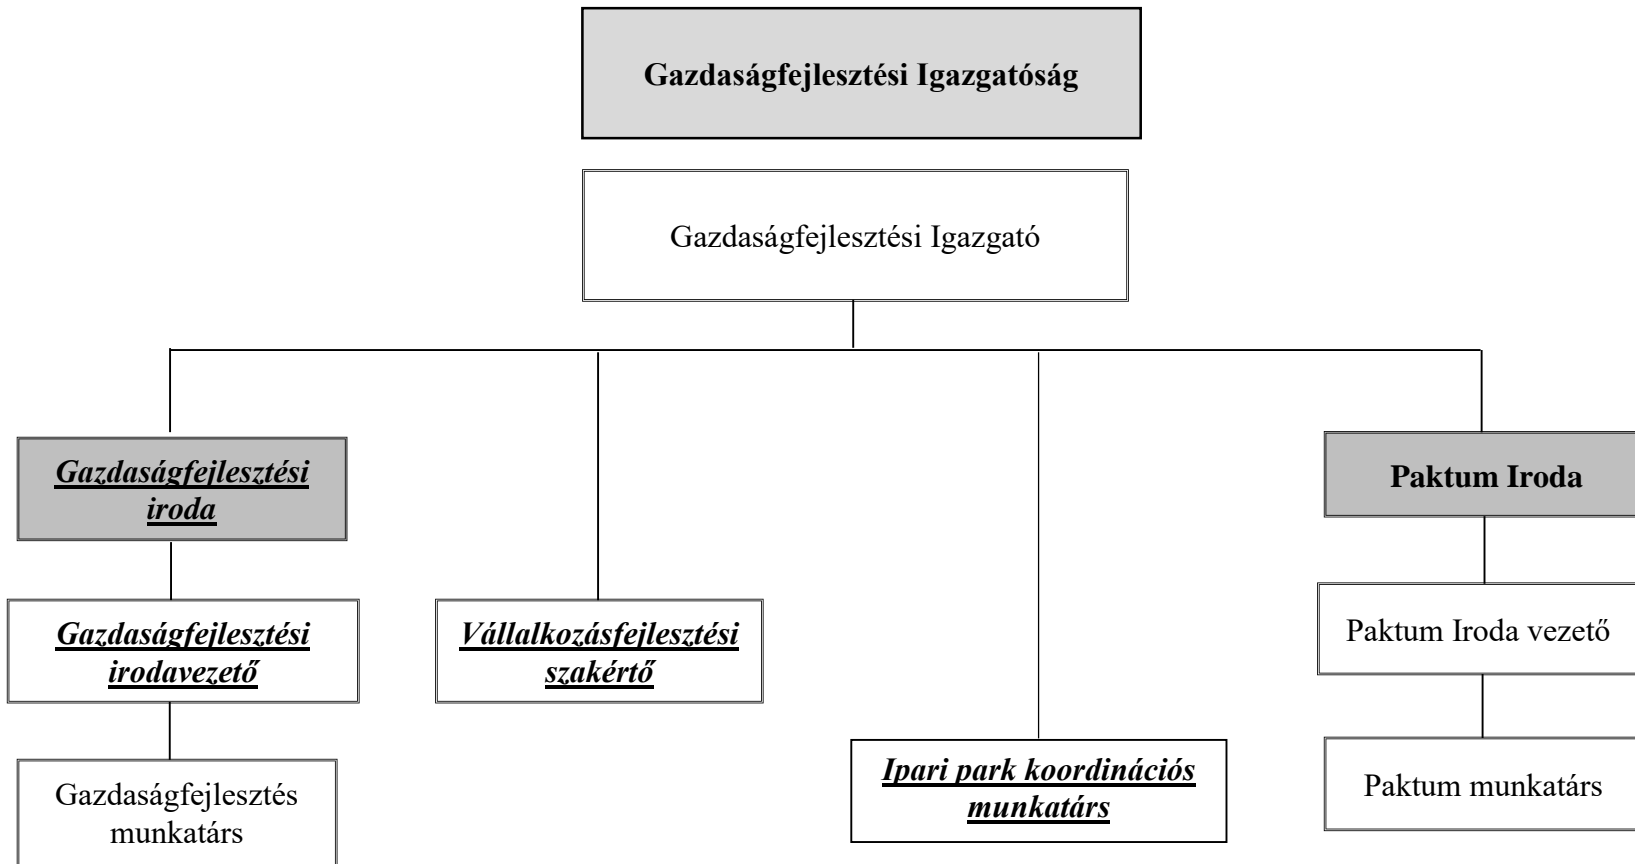 Gazdaságfejlesztési Igazgatóság
Gazdaságfejlesztési Igazgató
Gazdaságfejlesztési
iroda
Paktum Iroda
Gazdaságfejlesztési
irodavezető
Vállalkozásfejlesztési
szakértő
Paktum Iroda vezető
Gazdaságfejlesztés
munkatárs
Ipari park koordinációs
munkatárs
Paktum munkatárs